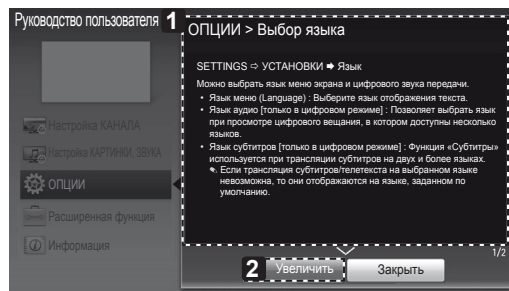 Руководство пользователя
1
ОПЦИИ > Выбор языка
SETTINGS ⇨ УСТАНОВКИ ➡ Язык
Можно выбрать язык меню экрана и цифрового звука передачи.
• Язык меню (Language) : Выберите язык отображения текста.
• Язык аудио [только в цифровом режиме] : Позволяет выбрать язык
при просмотре цифрового вещания, в котором доступны несколько
языков.
• Язык субтитров [только в цифровом режиме] : Функция «Субтитры»
используется при трансляции субтитров на двух и более языках.
Если трансляция субтитров/телетекста на выбранном языке
невозможна, то они отображаются на языке, заданном по
умолчанию.
Настройка КАНАЛА
Настройка КАРТИНКИ, ЗВУКА
ОПЦИИ
Расширенная функция
Информация
1/2
2
Увеличить
Закрыть